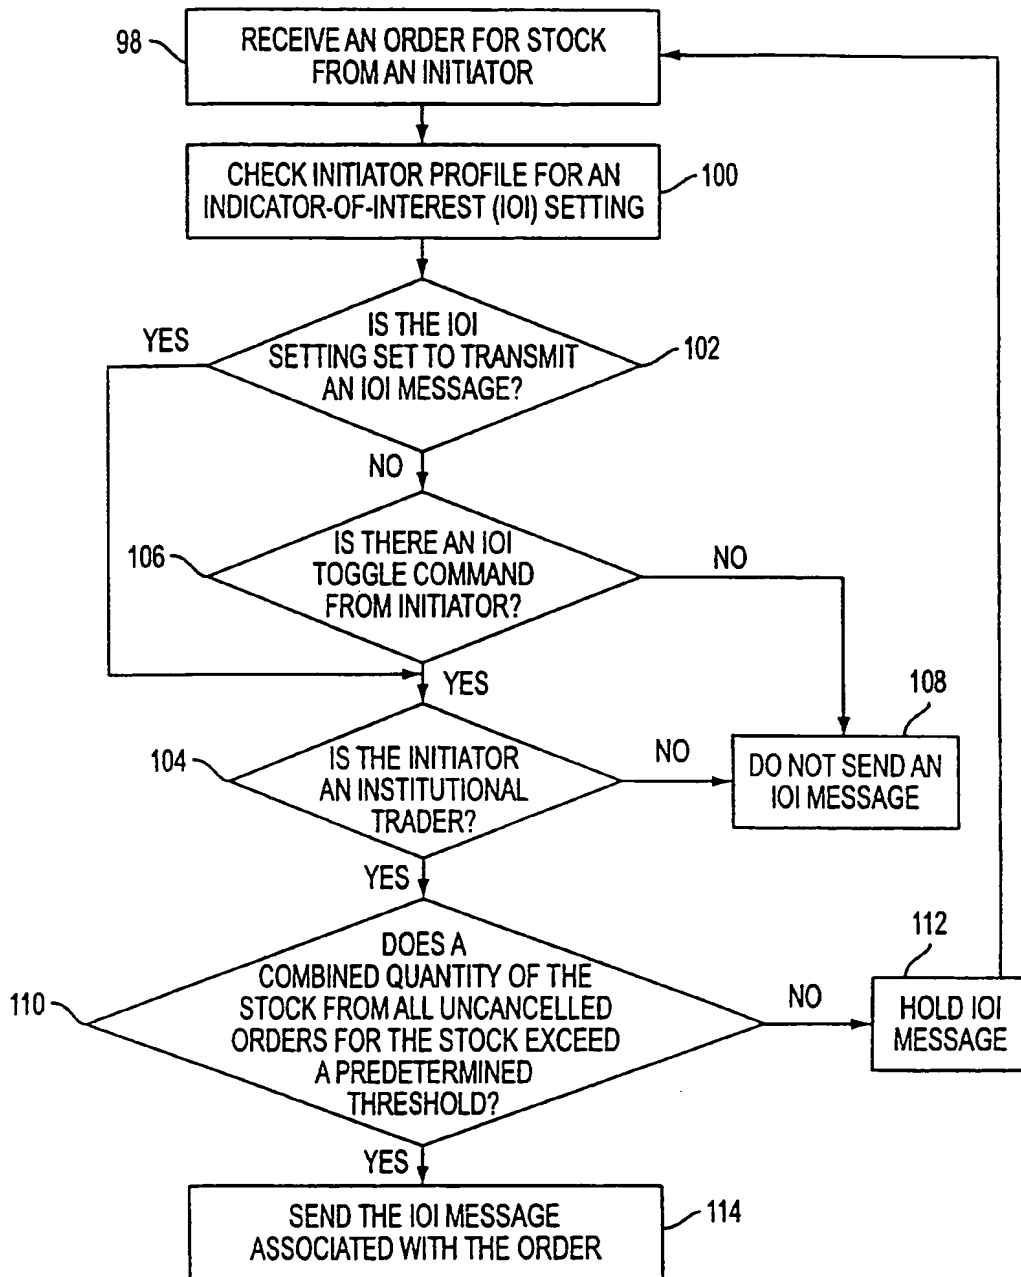 98
RECEIVE AN ORDER FOR STOCK
FROM AN INITIATOR
CHECK INITIATOR PROFILE FOR AN
INDICATOR-OF-INTEREST (IOI) SETTING
100
YES
IS THE IOI
SETTING SET TO TRANSMIT
AN IOI MESSAGE?
102
NO
106
IS THERE AN IOI
TOGGLE COMMAND
FROM INITIATOR?
NO
YES
108
104
IS THE INITIATOR
AN INSTITUTIONAL
TRADER?
NO
DO NOT SEND AN
IOI MESSAGE
YES
110
DOES A
COMBINED QUANTITY OF THE
STOCK FROM ALL UNCANCELLED
ORDERS FOR THE STOCK EXCEED
A PREDETERMINED
THRESHOLD?
NO
112
HOLD IOI
MESSAGE
YES
SEND THE IOI MESSAGE
ASSOCIATED WITH THE ORDER
114